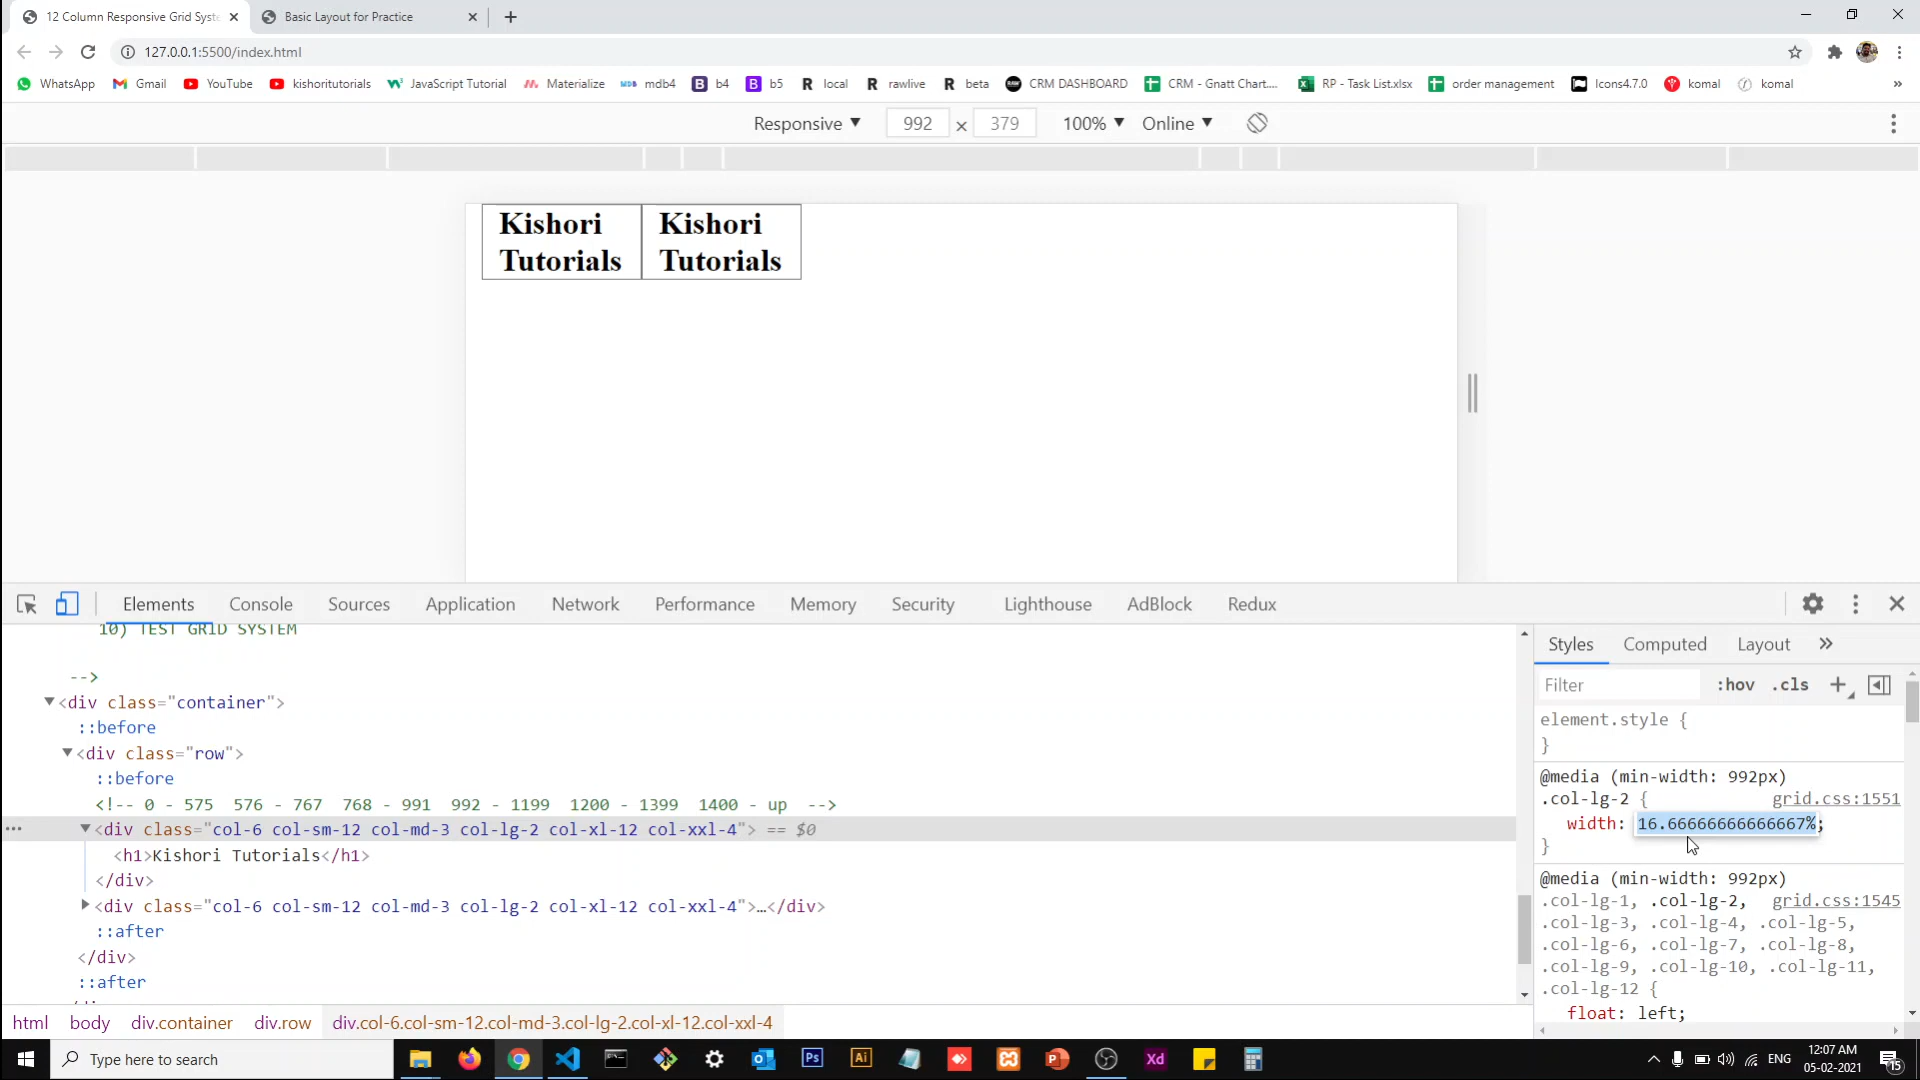 12 Column Responsive Grid Syste
Basic Layout for Practice
127.0.0.1:5500/index.html
WhatsApp
Gmail
YouTube
kishoritutorials
JavaScript Tutorial
Materialize
mdb4
b4
b5
local
rawlive
beta
CRM DASHBOARD
CRM - Gnatt Chart....
RP - Task List.xlsx
order management
Icons4.7.0
komal
komal
Responsive
992
×
379
100%
Online
Kishori
Tutorials
Kishori
Tutorials
Elements
Console
Sources
Application
Network
Performance
Memory
Security
Lighthouse
AdBlock
Redux
10) TEST GRID SYSTEM
-->
<div class="container">
::before
<div class="row">
::before
<!-- 0 - 575 576 - 767 768 - 991 992 - 1199 1200 - 1399 1400 - up -->
<div class="col-6 col-sm-12 col-md-3 col-lg-2 col-xl-12 col-xxl-4"> == $0
<h1>Kishori Tutorials</h1>
</div>
<div class="col-6 col-sm-12 col-md-3 col-lg-2 col-xl-12 col-xxl-4">…</div>
::after
</div>
::after
html body div.container div.row div.col-6.col-sm-12.col-md-3.col-lg-2.col-xl-12.col-xxl-4
Styles
Computed
Layout
Filter
:hov
.cls
element.style {
}
@media (min-width: 992px)
.col-lg-2 { grid.css:1551
width: 16.66666666666667%;
}
@media (min-width: 992px)
.col-lg-1, .col-lg-2, grid.css:1545
.col-lg-3, .col-lg-4, .col-lg-5,
.col-lg-6, .col-lg-7, .col-lg-8,
.col-lg-9, .col-lg-10, .col-lg-11,
.col-lg-12 {
float: left;
Type here to search
Ps
Ai
Xd
ENG
12:07 AM
05-02-2021
15